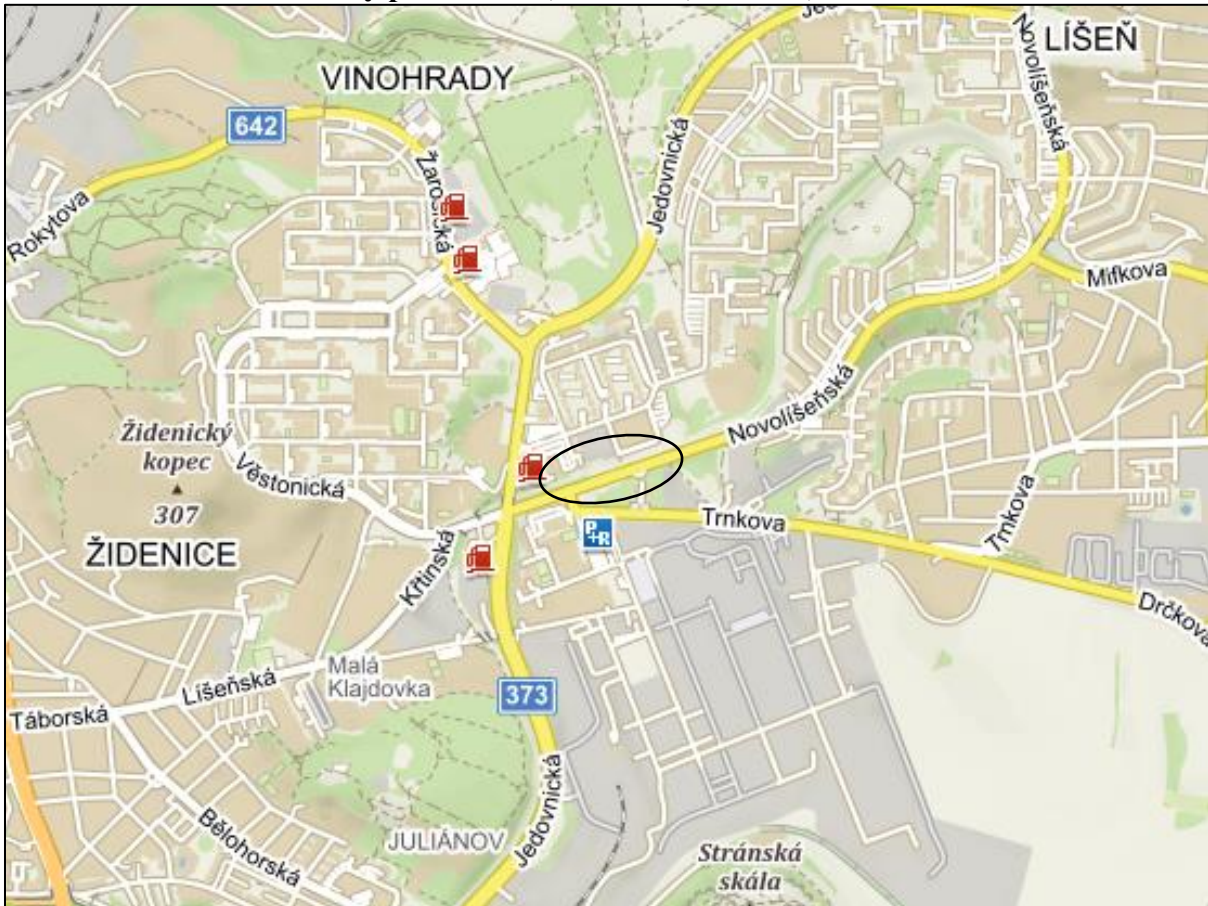 LÍŠEŇ
Novolíšeňská
VINOHRADY
642
Žarošická
Jedovnická
Rokytova
Mifkova
Novolíšeňská
Židenický
kopec
307
Věstonická
ŽIDENICE
Křtinská
P+R
Trnkova
Trnkova
Drčkova
Malá
Klajdovka
Líšeňská
373
Táborská
JULIÁNOV
Jedovnická
Bělohorská
Stránská
skála